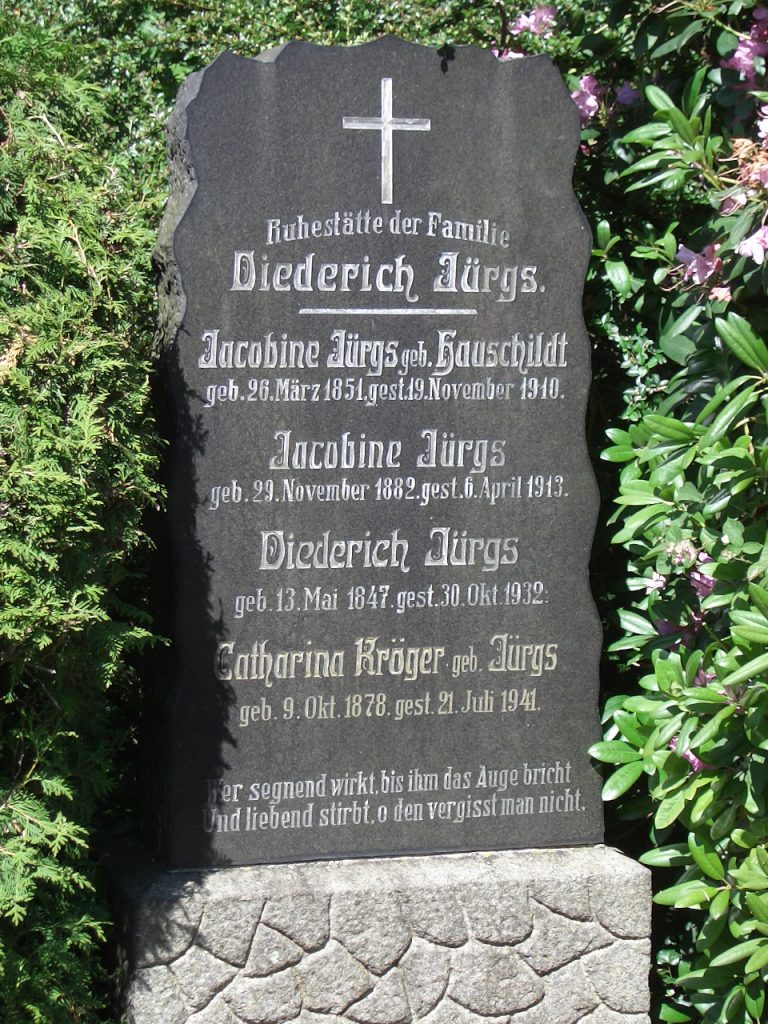 Ruhestätte der Familie
Diederich Jürgs.
Jacobine Jürgs geb. Hauschildt
geb. 26. März 1851. gest. 19. November 1910.
Jacobine Jürgs
geb. 29. November 1882. gest. 6. April 1913.
Diederich Jürgs
geb. 13. Mai 1847. gest. 30. Okt. 1932.
Catharina Kröger geb. Jürgs
geb. 9. Okt. 1878. gest. 21. Juli 1941.
Wer segnend wirkt, bis ihm das Auge bricht
Und liebend stirbt, o den vergisst man nicht.